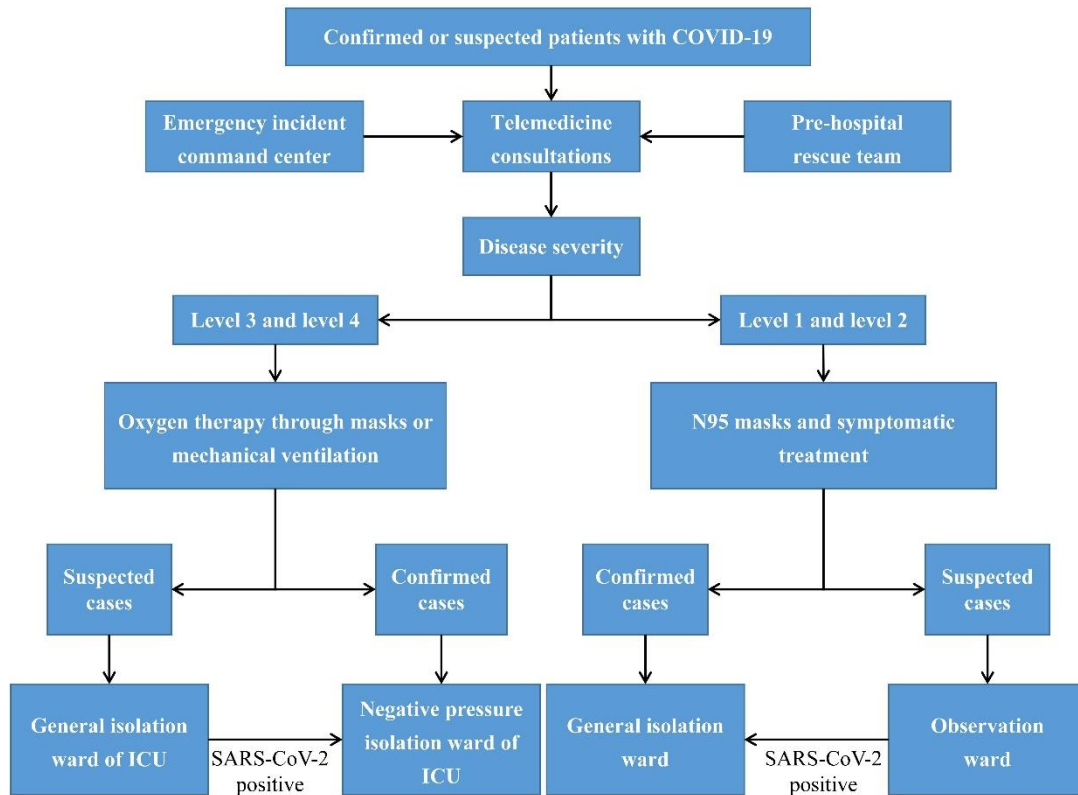 Confirmed or suspected patients with COVID-19
Emergency incident
command center
Telemedicine
consultations
Pre-hospital
rescue team
Disease severity
Level 3 and level 4
Level 1 and level 2
Oxygen therapy through masks or
mechanical ventilation
N95 masks and symptomatic
treatment
Suspected
cases
Confirmed
cases
Confirmed
cases
Suspected
cases
General isolation
ward of ICU
SARS-CoV-2
positive
Negative pressure
isolation ward of
ICU
General isolation
ward
SARS-CoV-2
positive
Observation
ward